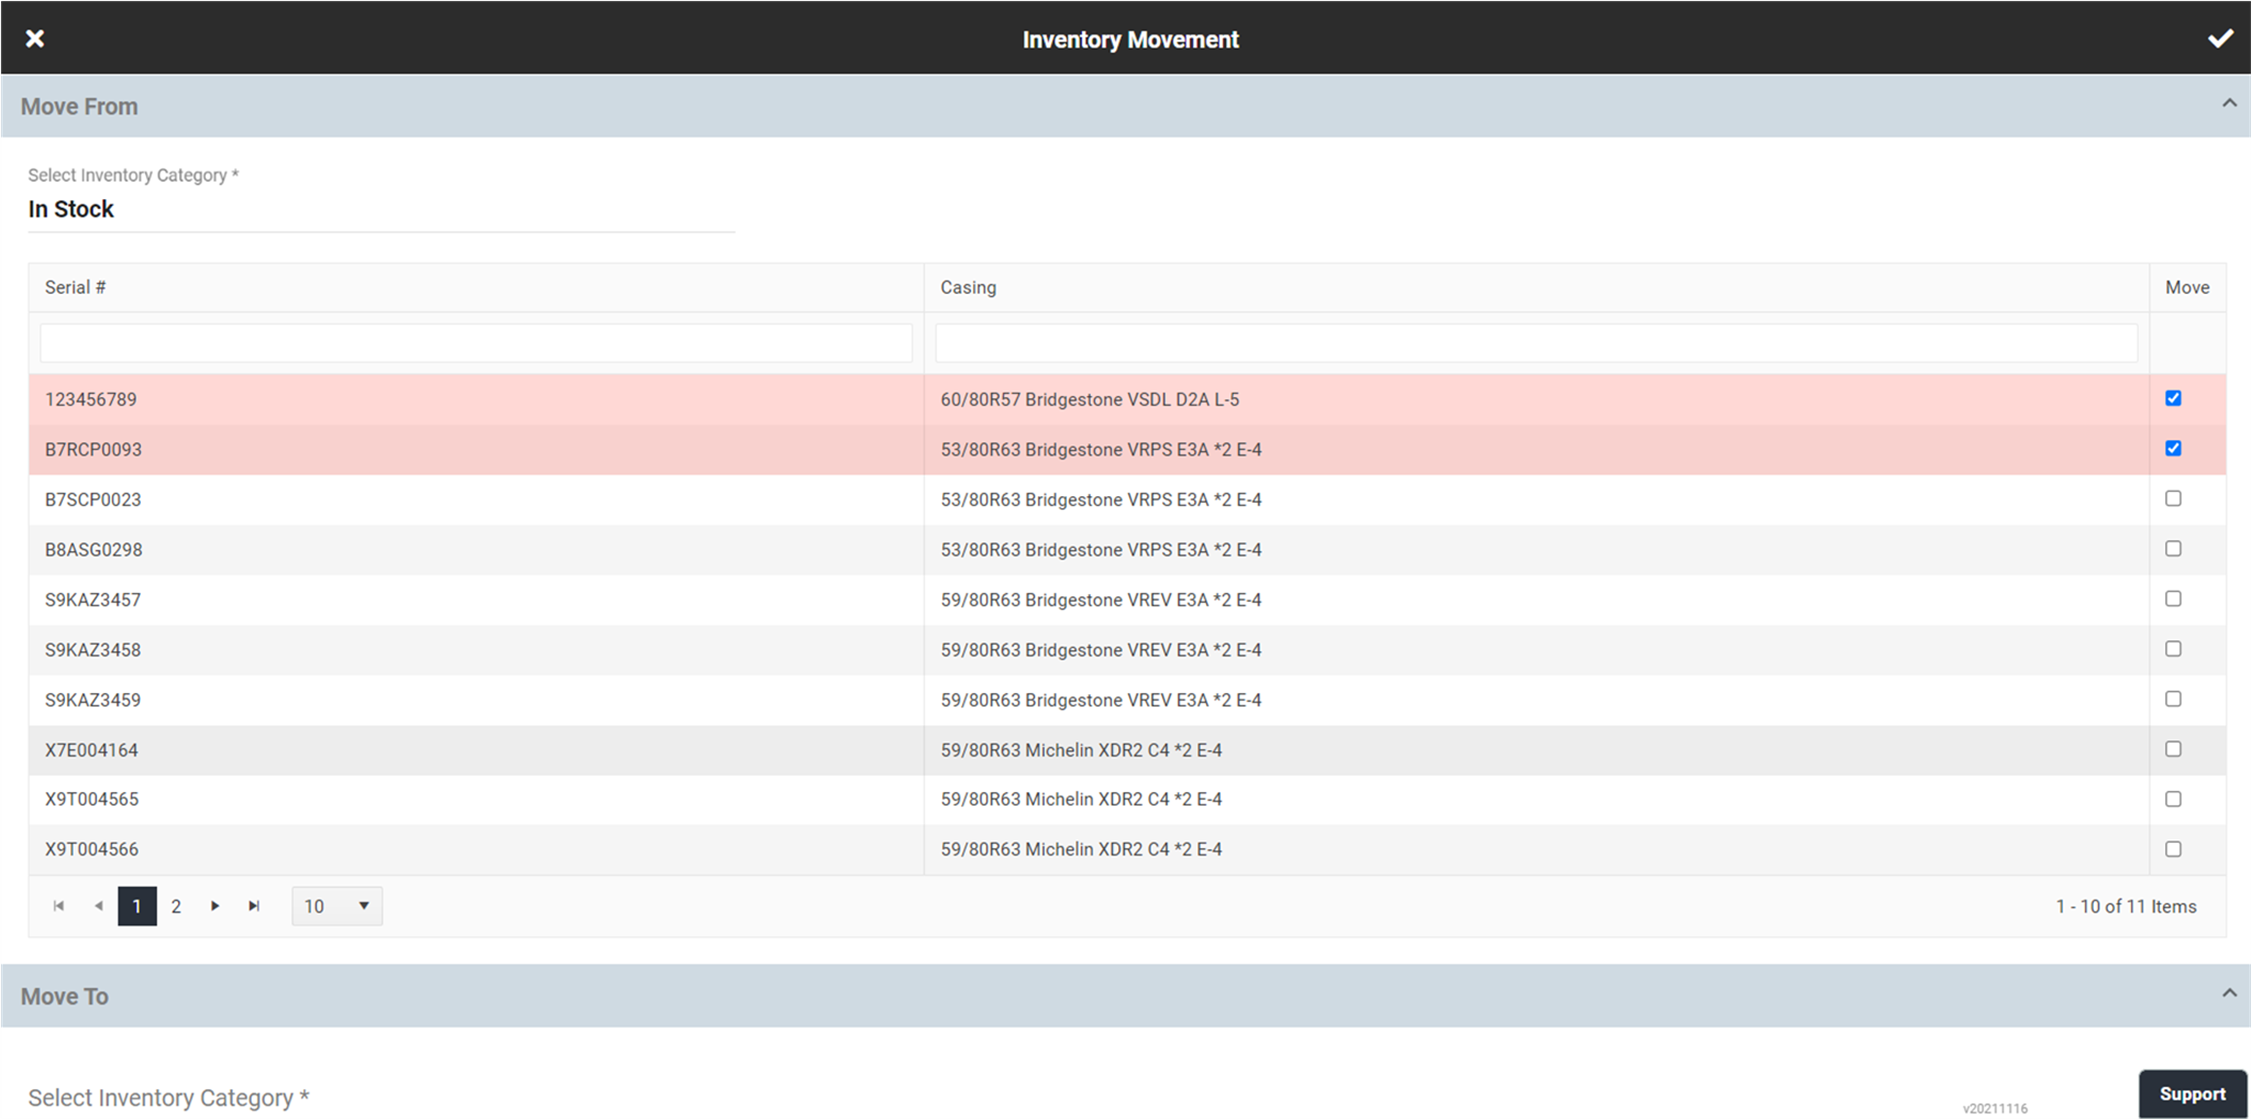 Inventory Movement
Move From
Select Inventory Category *
In Stock
Serial # Casing Move
123456789 60/80R57 Bridgestone VSDL D2A L-5
B7RCP0093 53/80R63 Bridgestone VRPS E3A *2 E-4
B7SCP0023 53/80R63 Bridgestone VRPS E3A *2 E-4
B8ASG0298 53/80R63 Bridgestone VRPS E3A *2 E-4
S9KAZ3457 59/80R63 Bridgestone VREV E3A *2 E-4
S9KAZ3458 59/80R63 Bridgestone VREV E3A *2 E-4
S9KAZ3459 59/80R63 Bridgestone VREV E3A *2 E-4
X7E004164 59/80R63 Michelin XDR2 C4 *2 E-4
X9T004565 59/80R63 Michelin XDR2 C4 *2 E-4
X9T004566 59/80R63 Michelin XDR2 C4 *2 E-4
1 2 10 1 - 10 of 11 Items
Move To
Select Inventory Category *
v20211116 Support